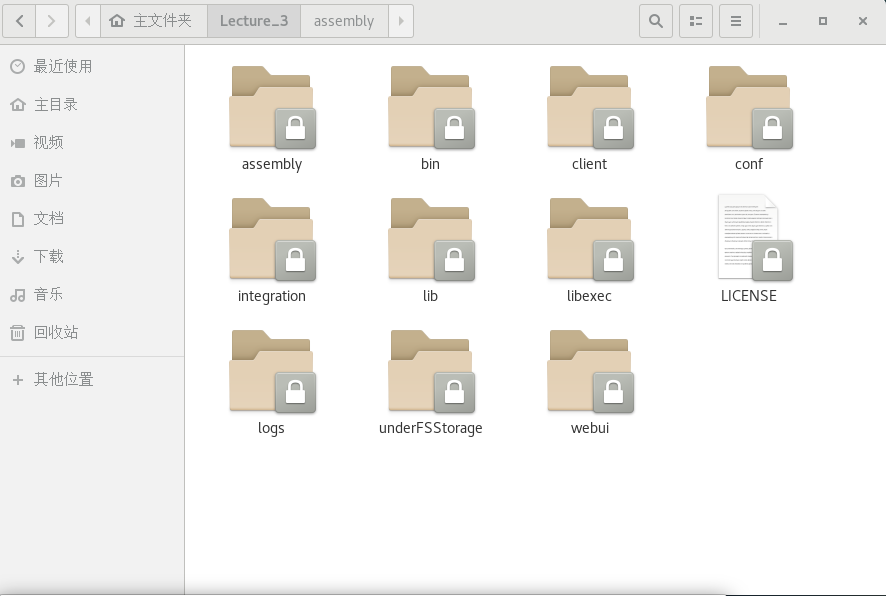 主文件夹
Lecture_3
assembly
最近使用
主目录
视频
图片
文档
下载
音乐
回收站
其他位置
assembly
bin
client
conf
integration
lib
libexec
LICENSE
logs
underFSStorage
webui